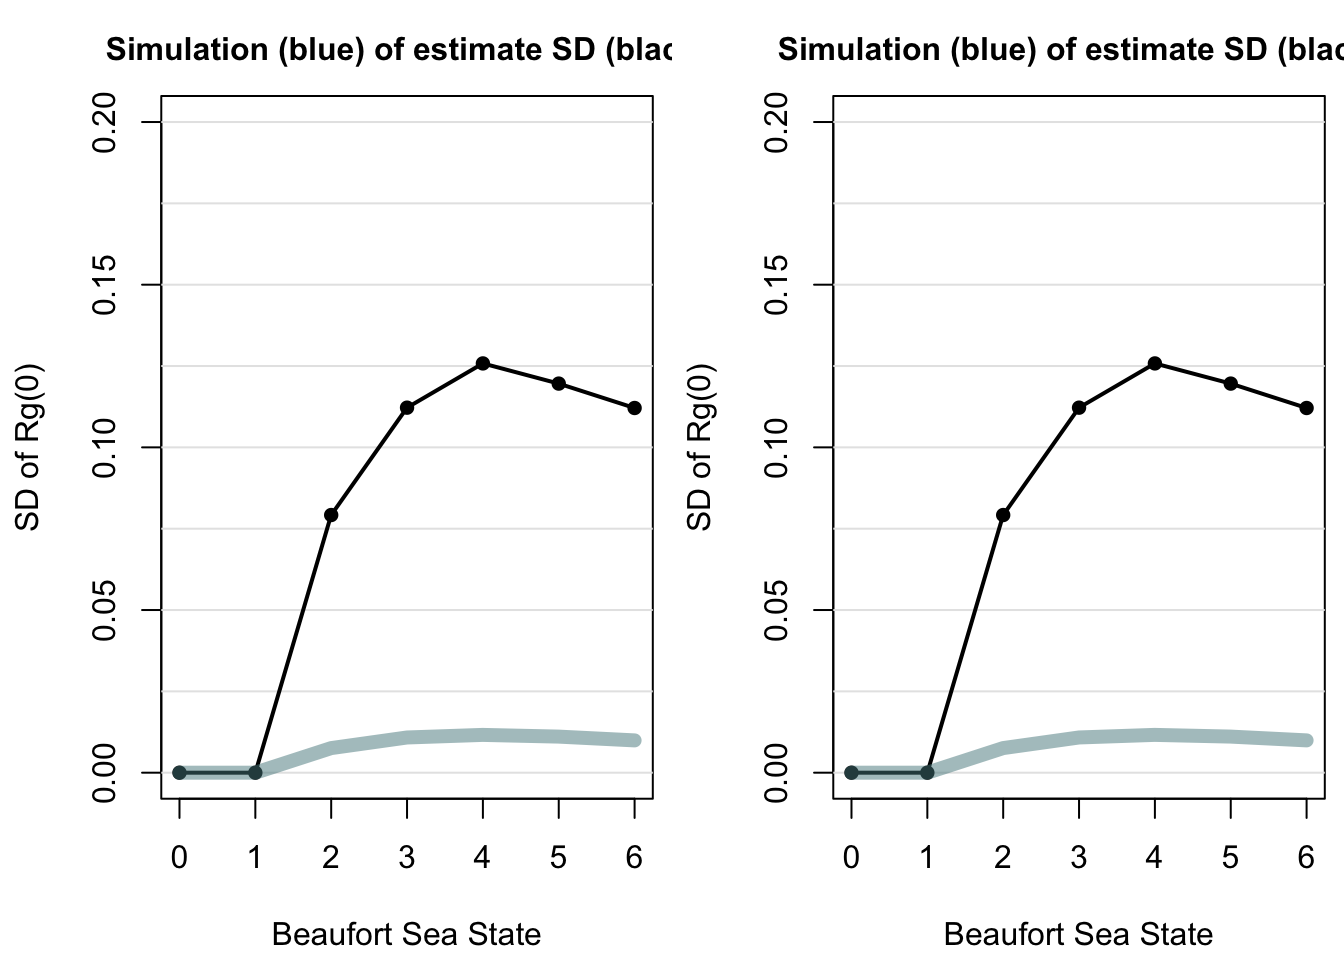 Simulation (blue) of estimate SD (blac
SD of Rg(0)
0.20
0.15
0.10
0.05
0.00
0 1 2 3 4 5 6
Beaufort Sea State
Simulation (blue) of estimate SD (blac
SD of Rg(0)
0.20
0.15
0.10
0.05
0.00
0 1 2 3 4 5 6
Beaufort Sea State